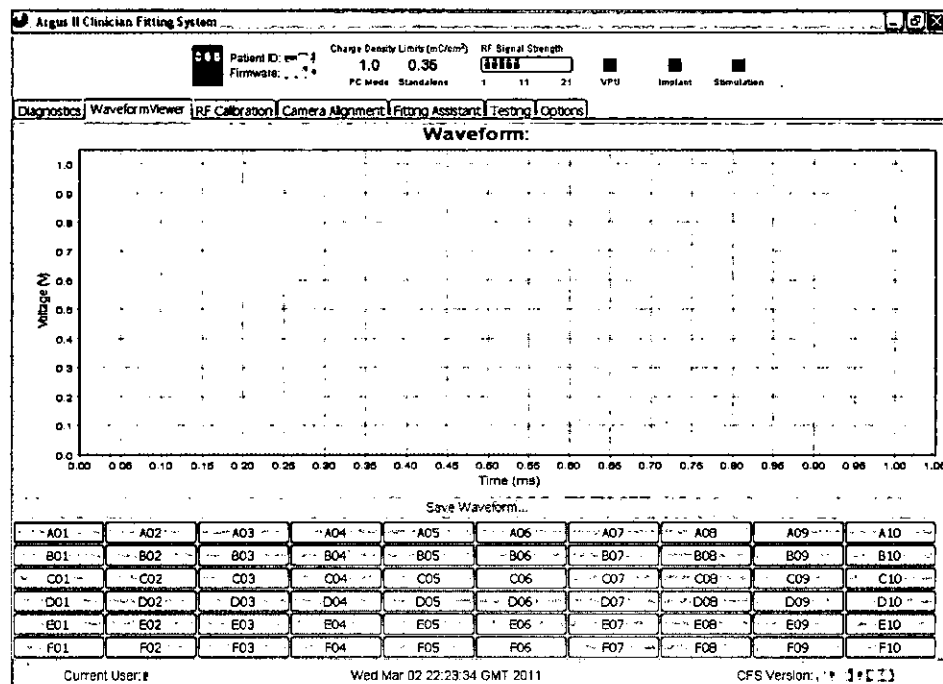 Argus II Clinician Fitting System
Patient ID:
Firmware:
Charge Density Limits (mC/cm²)
1.0 0.35
PC Mode Standalone
RF Signal Strength
1 11 21
VPU Implant Stimulation
Diagnostics Waveform Viewer RF Calibration Camera Alignment Fitting Assistant Testing Options
Waveform:
1.0
0.9
0.8
0.7
0.6
0.5
0.4
0.3
0.2
0.1
0.0
Voltage (V)
0.00 0.05 0.10 0.15 0.20 0.25 0.30 0.35 0.40 0.45 0.50 0.55 0.60 0.65 0.70 0.75 0.80 0.85 0.90 0.95 1.00 1.05
Time (ms)
Save Waveform...
A01 A02 A03 A04 A05 A06 A07 A08 A09 A10
B01 B02 B03 B04 B05 B06 B07 B08 B09 B10
C01 C02 C03 C04 C05 C06 C07 C08 C09 C10
D01 D02 D03 D04 D05 D06 D07 D08 D09 D10
E01 E02 E03 E04 E05 E06 E07 E08 E09 E10
F01 F02 F03 F04 F05 F06 F07 F08 F09 F10
Current User:
Wed Mar 02 22:23:34 GMT 2011
CFS Version: